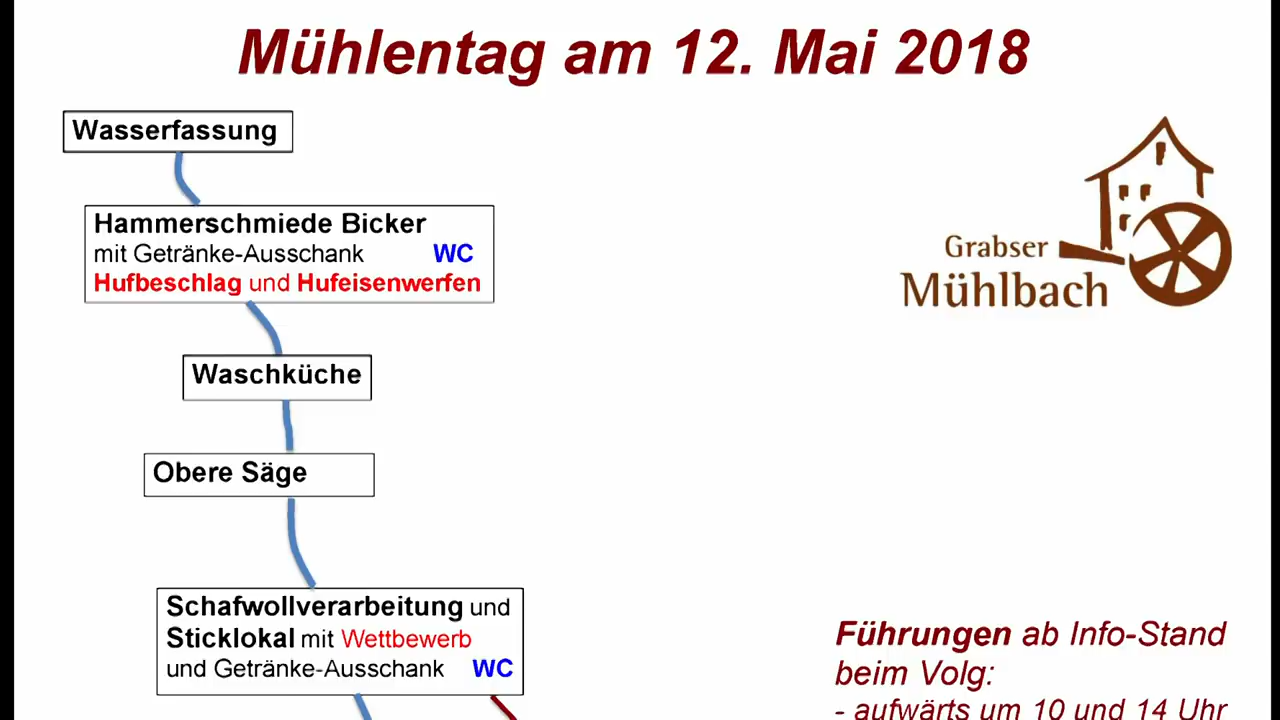 Mühlentag am 12. Mai 2018
Wasserfassung
Hammerschmiede Bicker
mit Getränke-Ausschank WC
Hufbeschlag und Hufeisenwerfen
Grabser
Mühlbach
Waschküche
Obere Säge
Schafwollverarbeitung und
Sticklokal mit Wettbewerb
und Getränke-Ausschank WC
Führungen ab Info-Stand
beim Volg:
- aufwärts um 10 und 14 Uhr